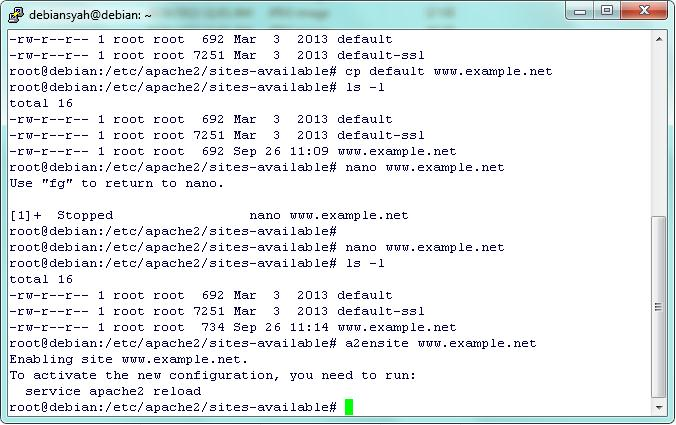 debiansyah@debian: ~
-rw-r--r-- 1 root root  692 Mar  3  2013 default
-rw-r--r-- 1 root root 7251 Mar  3  2013 default-ssl
root@debian:/etc/apache2/sites-available# cp default www.example.net
root@debian:/etc/apache2/sites-available# ls -l
total 16
-rw-r--r-- 1 root root  692 Mar  3  2013 default
-rw-r--r-- 1 root root 7251 Mar  3  2013 default-ssl
-rw-r--r-- 1 root root  692 Sep 26 11:09 www.example.net
root@debian:/etc/apache2/sites-available# nano www.example.net
Use "fg" to return to nano.

[1]+  Stopped                 nano www.example.net
root@debian:/etc/apache2/sites-available#
root@debian:/etc/apache2/sites-available# nano www.example.net
root@debian:/etc/apache2/sites-available# ls -l
total 16
-rw-r--r-- 1 root root  692 Mar  3  2013 default
-rw-r--r-- 1 root root 7251 Mar  3  2013 default-ssl
-rw-r--r-- 1 root root  734 Sep 26 11:14 www.example.net
root@debian:/etc/apache2/sites-available# a2ensite www.example.net
Enabling site www.example.net.
To activate the new configuration, you need to run:
  service apache2 reload
root@debian:/etc/apache2/sites-available#